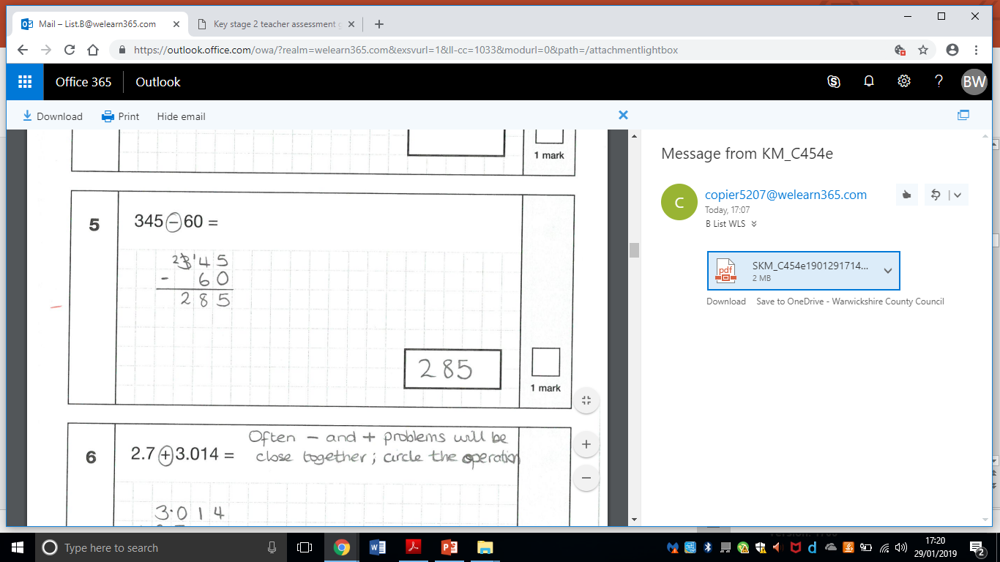 Mail – List.B@welearn365.com
Key stage 2 teacher assessment g
https://outlook.office.com/owa/?realm=welearn365.com&exsvurl=1&ll-cc=1033&modurl=0&path=/attachmentlightbox
Office 365
Outlook
BW
Download
Print
Hide email
1 mark
5
345 − 60 =
2 3 1 4 5
- 6 0
2 8 5
285
1 mark
6
2.7 + 3.014 =
Often - and + problems will be
close together; circle the operation
3.014
Message from KM_C454e
C
copier5207@welearn365.com
Today, 17:07
B List WLS
pdf
SKM_C454e1901291714...
2 MB
Download Save to OneDrive - Warwickshire County Council
Type here to search
17:20
29/01/2019
2